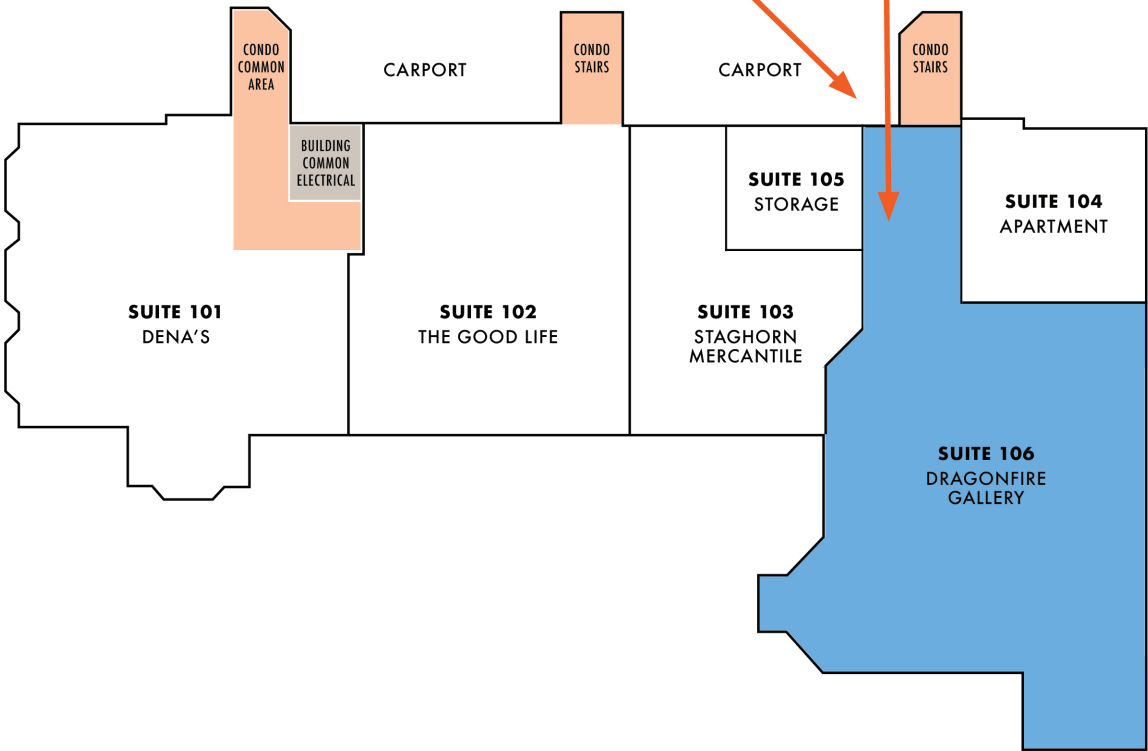 CONDO
COMMON
AREA
CARPORT
CONDO
STAIRS
CARPORT
CONDO
STAIRS
BUILDING
COMMON
ELECTRICAL
SUITE 105
STORAGE
SUITE 104
APARTMENT
SUITE 101
DENA'S
SUITE 102
THE GOOD LIFE
SUITE 103
STAGHORN
MERCANTILE
SUITE 106
DRAGONFIRE
GALLERY